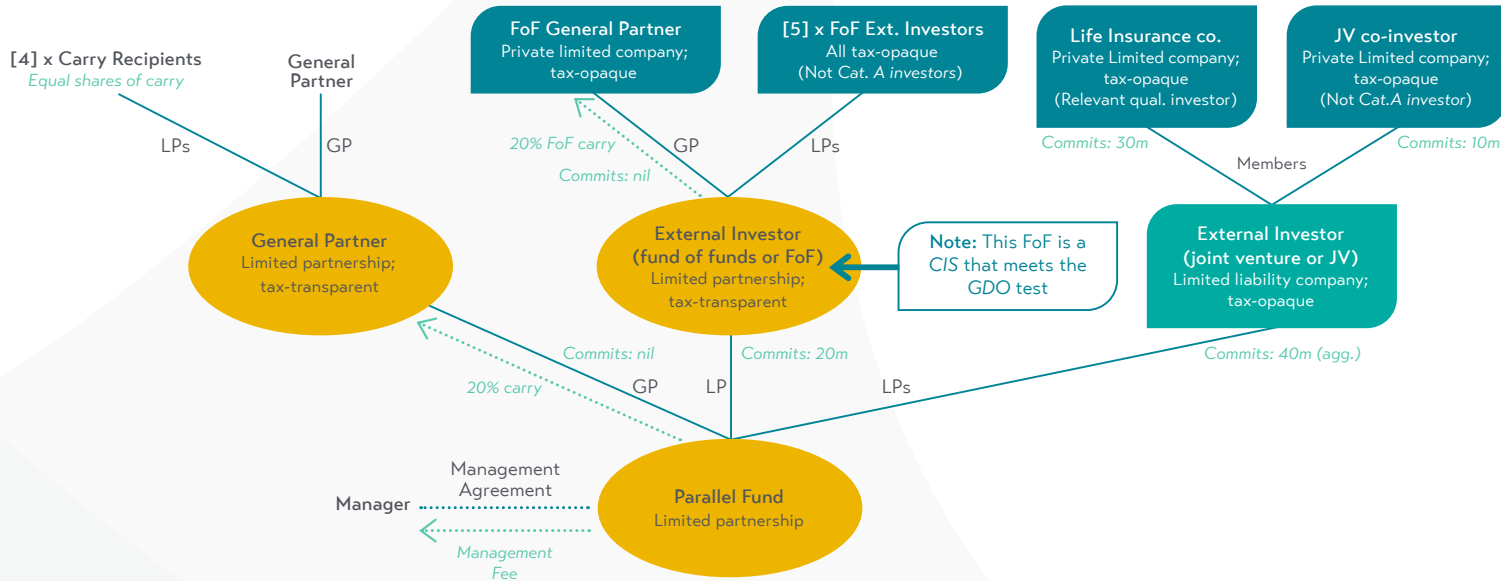 [4] x Carry Recipients
Equal shares of carry
General
Partner
FoF General Partner
Private limited company;
tax-opaque
[5] x FoF Ext. Investors
All tax-opaque
(Not Cat. A investors)
Life Insurance co.
Private Limited company;
tax-opaque
(Relevant qual. investor)
JV co-investor
Private Limited company;
tax-opaque
(Not Cat.A investor)
LPs
GP
20% FoF carry
Commits: nil
GP
LPs
Commits: 30m
Members
Commits: 10m
General Partner
Limited partnership;
tax-transparent
External Investor
(fund of funds or FoF)
Limited partnership;
tax-transparent
Note: This FoF is a
CIS that meets the
GDO test
External Investor
(joint venture or JV)
Limited liability company;
tax-opaque
Commits: nil
20% carry
GP
Commits: 20m
LP
LPs
Commits: 40m (agg.)
Manager
Management
Agreement
Management
Fee
Parallel Fund
Limited partnership